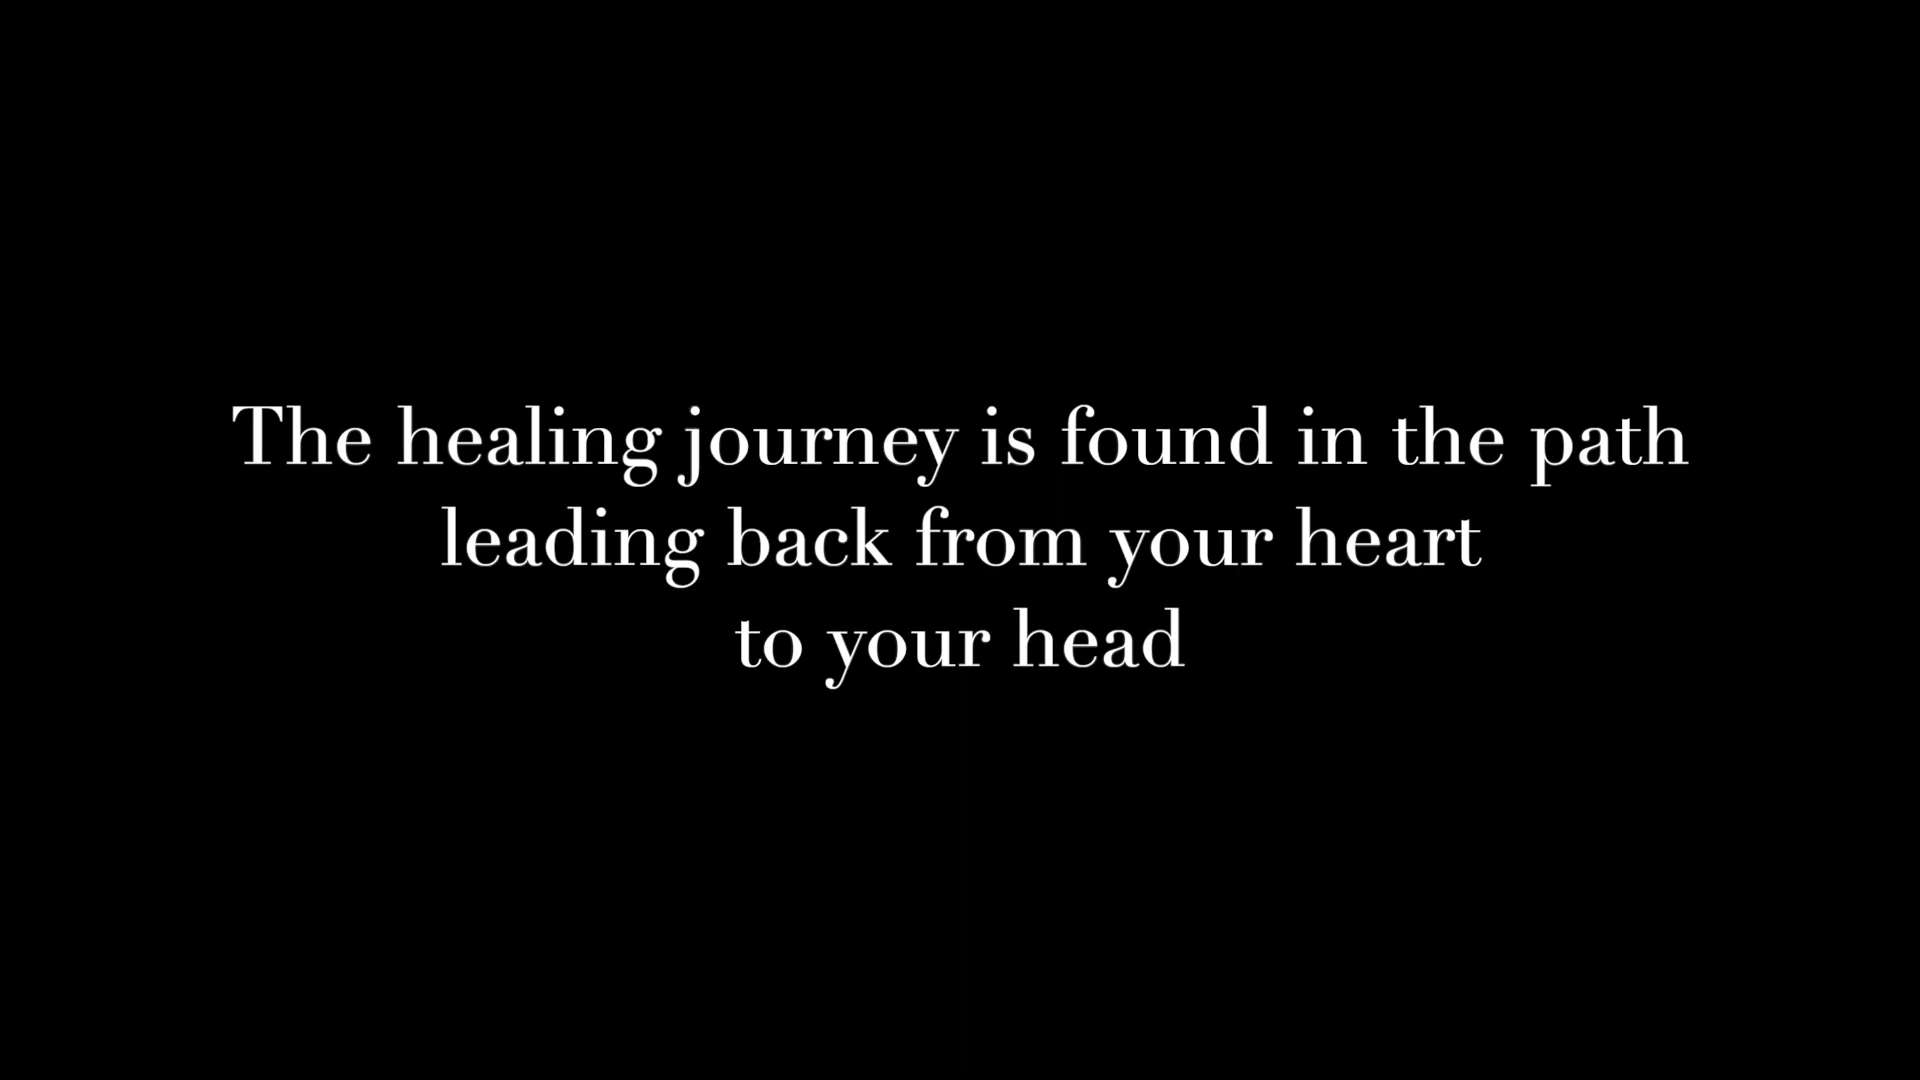 The healing journey is found in the path
leading back from your heart
to your head